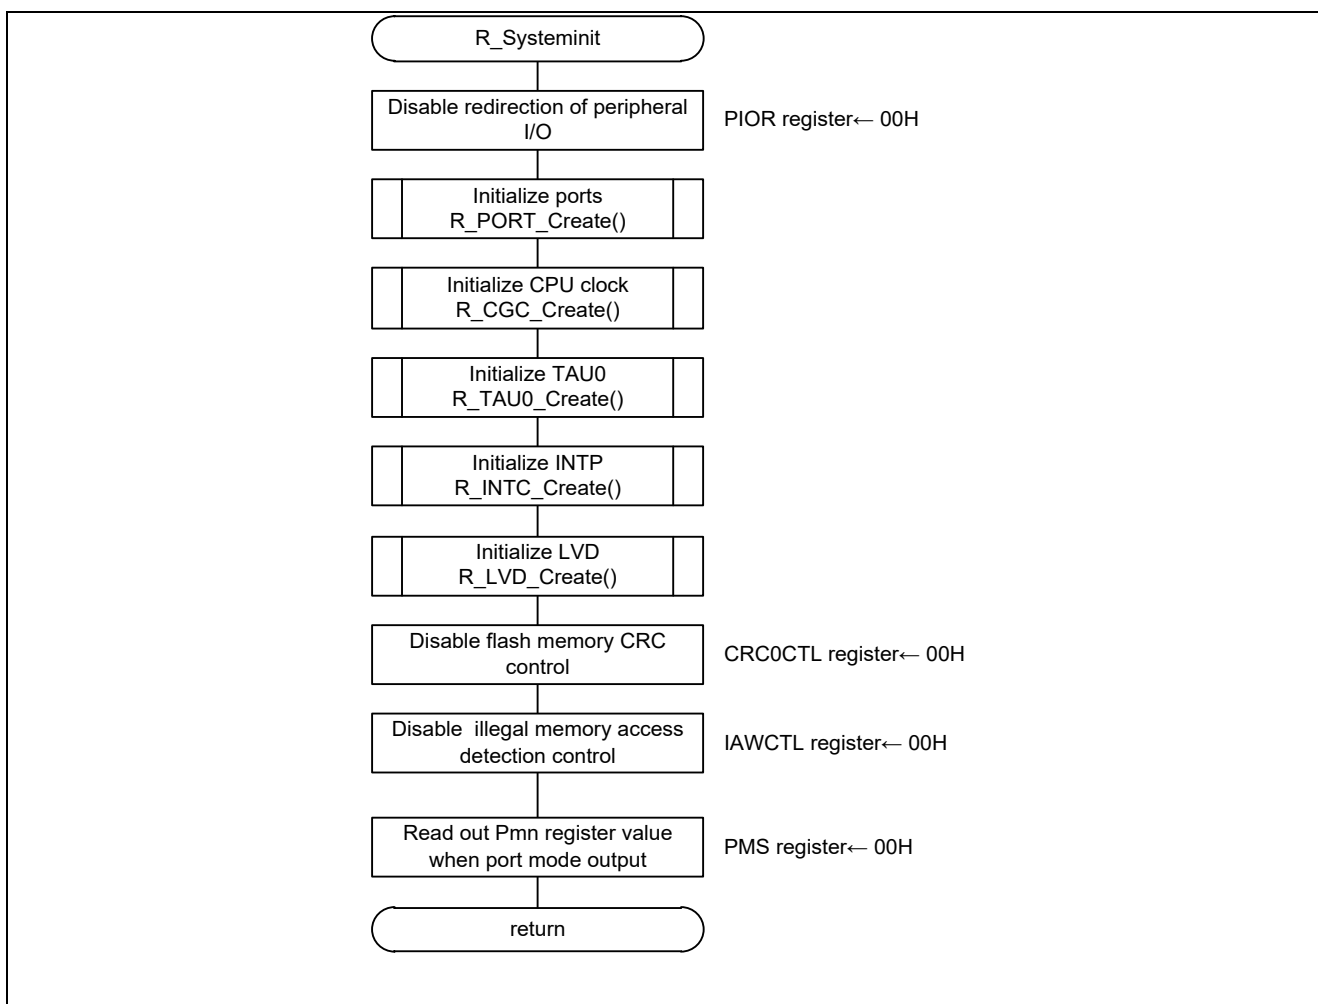 R_Systeminit
Disable redirection of peripheral
I/O
PIOR register← 00H
Initialize ports
R_PORT_Create()
Initialize CPU clock
R_CGC_Create()
Initialize TAU0
R_TAU0_Create()
Initialize INTP
R_INTC_Create()
Initialize LVD
R_LVD_Create()
Disable flash memory CRC
control
CRC0CTL register← 00H
Disable  illegal memory access
detection control
IAWCTL register← 00H
Read out Pmn register value
when port mode output
PMS register← 00H
return